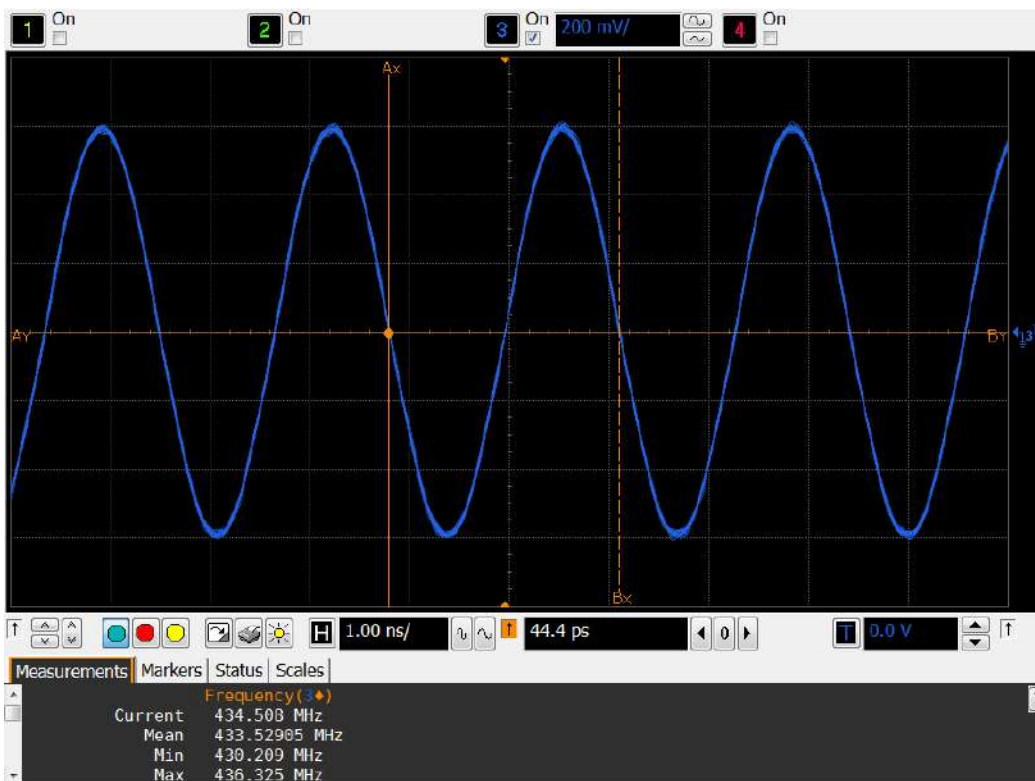 1 On 2 On 3 On 200 mV/ 4 On
Ax
AY BY 3
Bx
H 1.00 ns/ 44.4 ps 0 T 0.0 V
Measurements Markers Status Scales
Frequency(3)
Current 434.508 MHz
Mean 433.52905 MHz
Min 430.209 MHz
Max 436.325 MHz